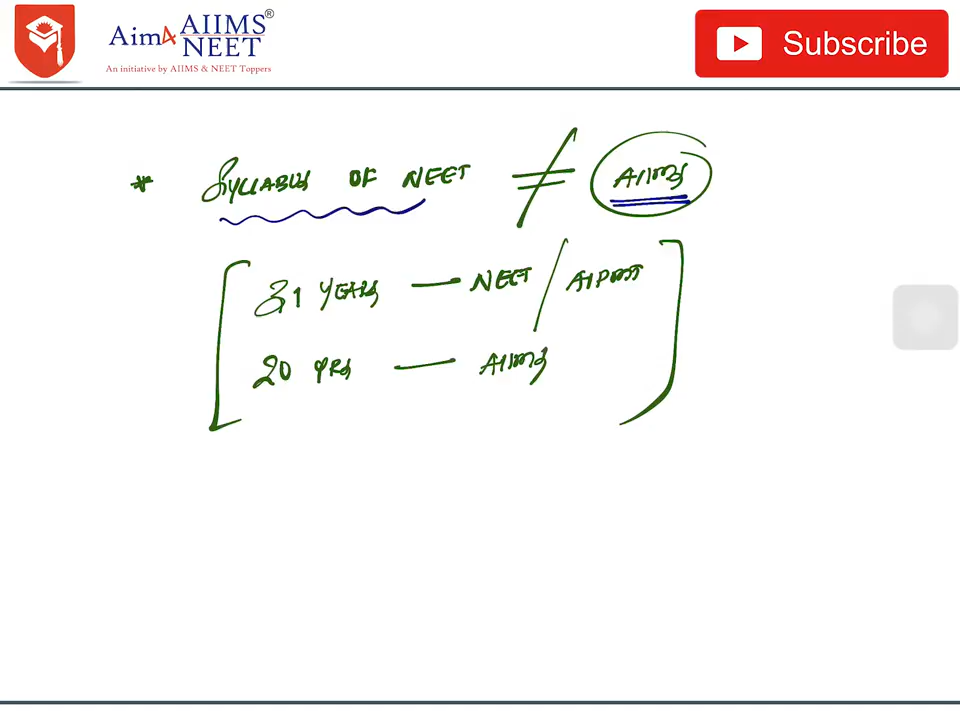 Aim4 AIIMS® NEET
An initiative by AIIMS & NEET Toppers
Subscribe
* SYLLABUS OF NEET ≠ AIIMS
31 YEARS — NEET / AIPMT
20 YRS — AIIMS